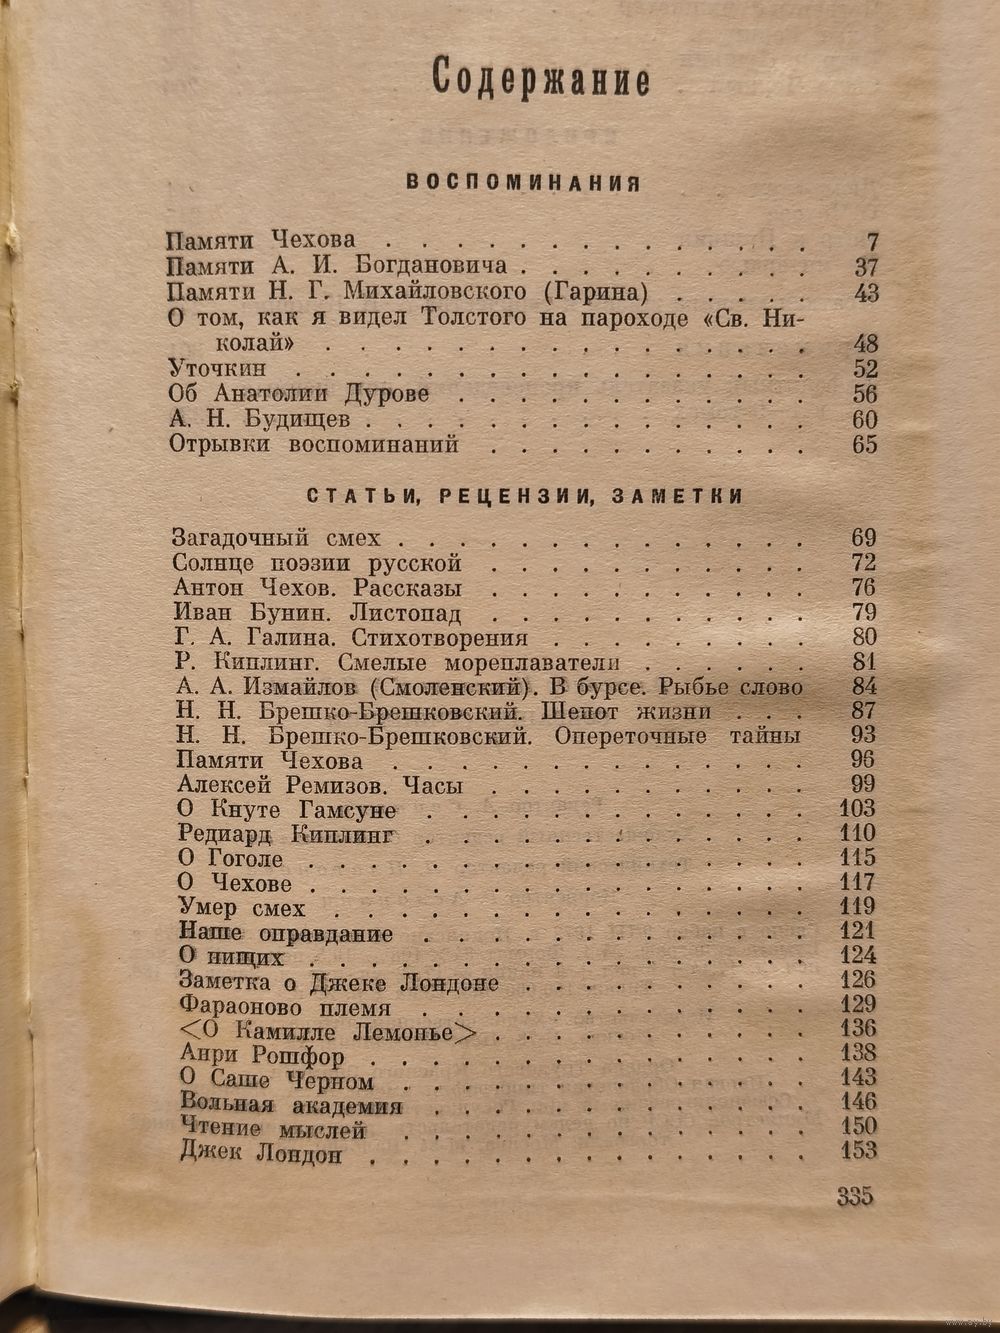 Содержание
ВОСПОМИНАНИЯ
Памяти Чехова . . . . . . . . . . . . . . 7
Памяти А. И. Богдановича . . . . . . . . . . 37
Памяти Н. Г. Михайловского (Гарина) . . . . . 43
О том, как я видел Толстого на пароходе «Св. Ни-
колай» . . . . . . . . . . . . . . . 48
Уточкин . . . . . . . . . . . . . . . . 52
Об Анатолии Дурове . . . . . . . . . . . 56
А. Н. Будищев . . . . . . . . . . . . . . 60
Отрывки воспоминаний . . . . . . . . . . . 65
СТАТЬИ, РЕЦЕНЗИИ, ЗАМЕТКИ
Загадочный смех . . . . . . . . . . . . . 69
Солнце поэзии русской . . . . . . . . . . . 72
Антон Чехов. Рассказы . . . . . . . . . . . 76
Иван Бунин. Листопад . . . . . . . . . . . 79
Г. А. Галина. Стихотворения . . . . . . . . . 80
Р. Киплинг. Смелые мореплаватели . . . . . . 81
А. А. Измайлов (Смоленский). В бурсе. Рыбье слово 84
Н. Н. Брешко-Брешковский. Шепот жизни . . . 87
Н. Н. Брешко-Брешковский. Опереточные тайны 93
Памяти Чехова . . . . . . . . . . . . . . 96
Алексей Ремизов. Часы . . . . . . . . . . . 99
О Кнуте Гамсуне . . . . . . . . . . . . . 103
Редиард Киплинг . . . . . . . . . . . . . 110
О Гоголе . . . . . . . . . . . . . . . . 115
О Чехове . . . . . . . . . . . . . . . . 117
Умер смех . . . . . . . . . . . . . . . 119
Наше оправдание . . . . . . . . . . . . . 121
О нищих . . . . . . . . . . . . . . . . 124
Заметка о Джеке Лондоне . . . . . . . . . . 126
Фараоново племя . . . . . . . . . . . . . 129
<О Камилле Лемонье> . . . . . . . . . . . 136
Анри Рошфор . . . . . . . . . . . . . . 138
О Саше Черном . . . . . . . . . . . . . . 143
Вольная академия . . . . . . . . . . . . . 146
Чтение мыслей . . . . . . . . . . . . . . 150
Джек Лондон . . . . . . . . . . . . . . 153
335
www.ay.by